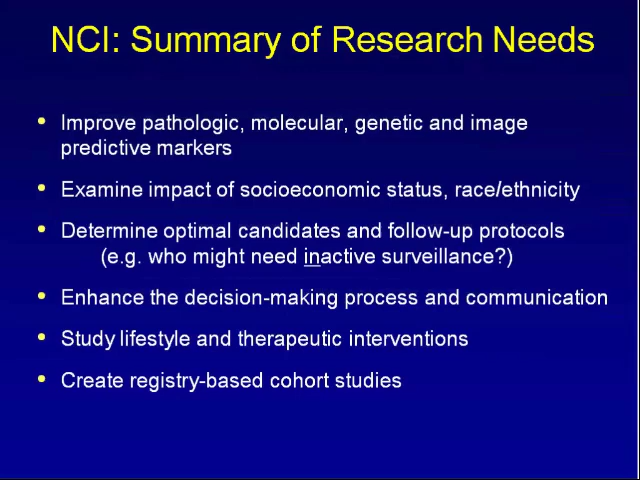 NCI: Summary of Research Needs
• Improve pathologic, molecular, genetic and image
predictive markers
• Examine impact of socioeconomic status, race/ethnicity
• Determine optimal candidates and follow-up protocols
(e.g. who might need inactive surveillance?)
• Enhance the decision-making process and communication
• Study lifestyle and therapeutic interventions
• Create registry-based cohort studies